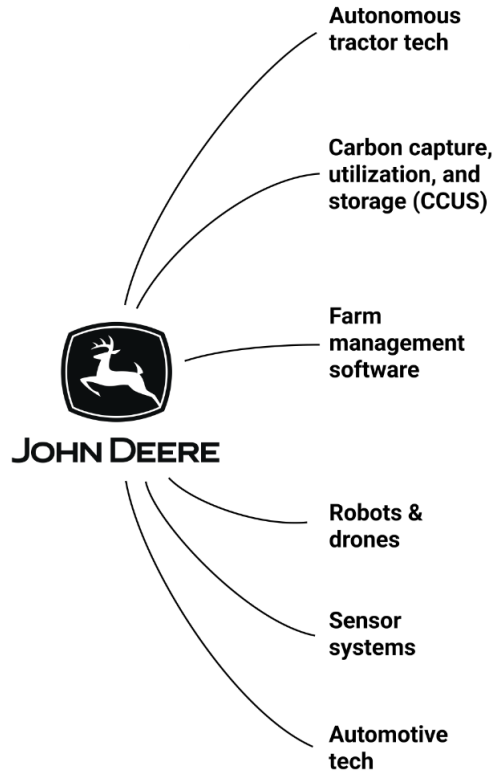 Autonomous
tractor tech
Carbon capture,
utilization, and
storage (CCUS)
Farm
management
software
JOHN DEERE
Robots &
drones
Sensor
systems
Automotive
tech